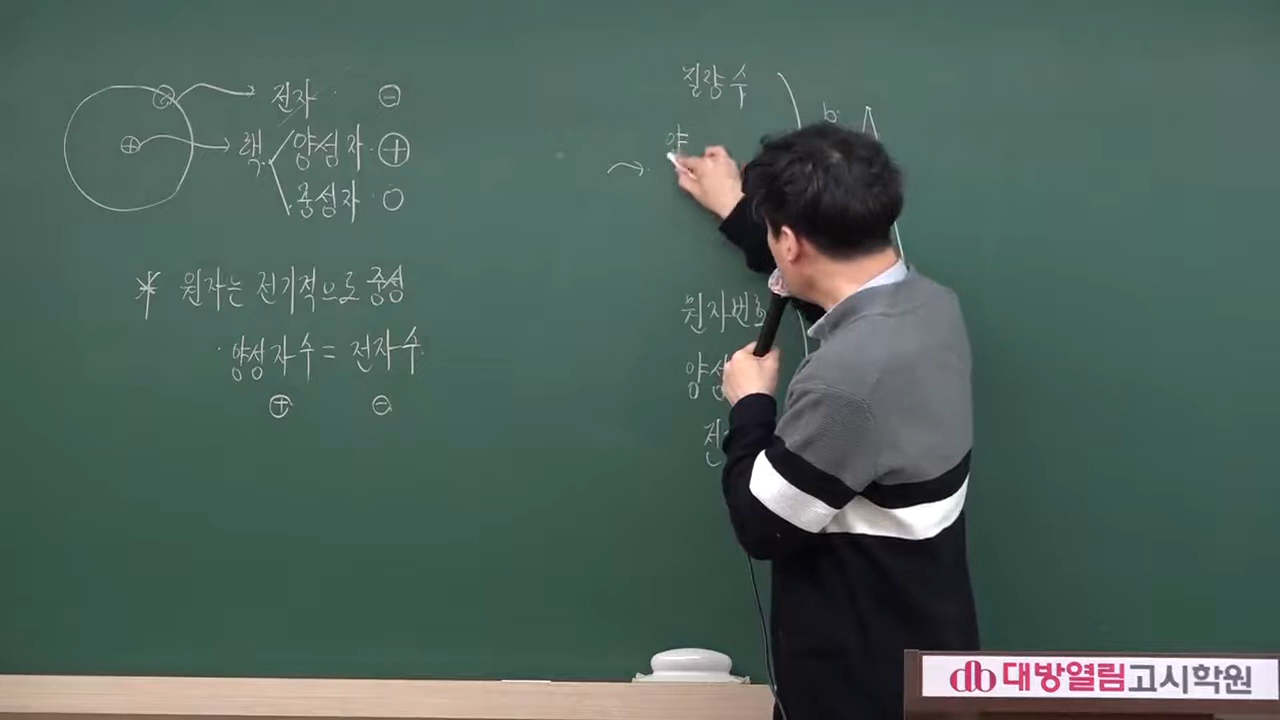 전자 ⊖
핵 양성자 ⊕
중성자 ○
* 원자는 전기적으로 중성
양성자수 = 전자수
⊕ ⊖
질량수
양
b
A
원자번호
양성
전
db 대방열림고시학원